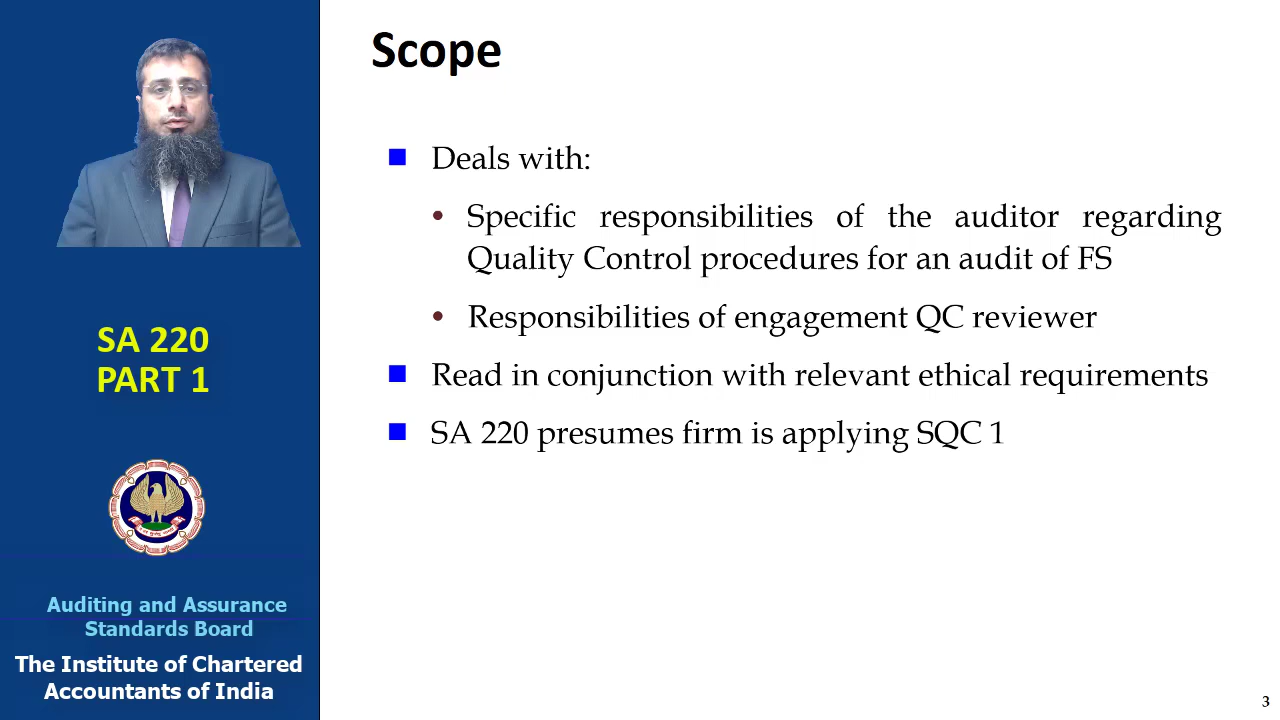 Scope
Deals with:
Specific responsibilities of the auditor regarding
Quality Control procedures for an audit of FS
Responsibilities of engagement QC reviewer
Read in conjunction with relevant ethical requirements
SA 220 presumes firm is applying SQC 1
SA 220
PART 1
Auditing and Assurance
Standards Board
The Institute of Chartered
Accountants of India
3